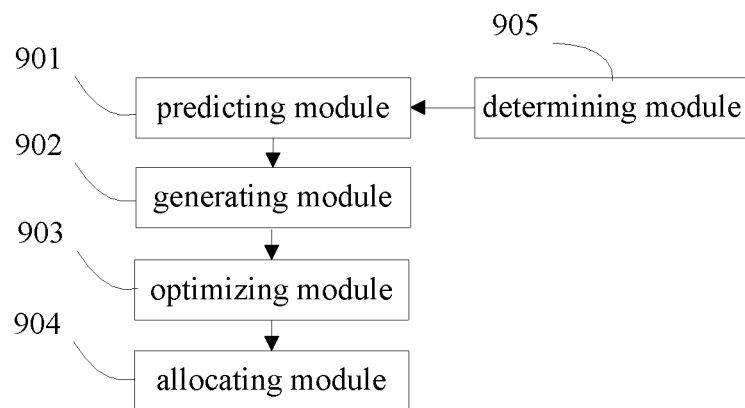 905
901
predicting module
determining module
902
generating module
903
optimizing module
904
allocating module